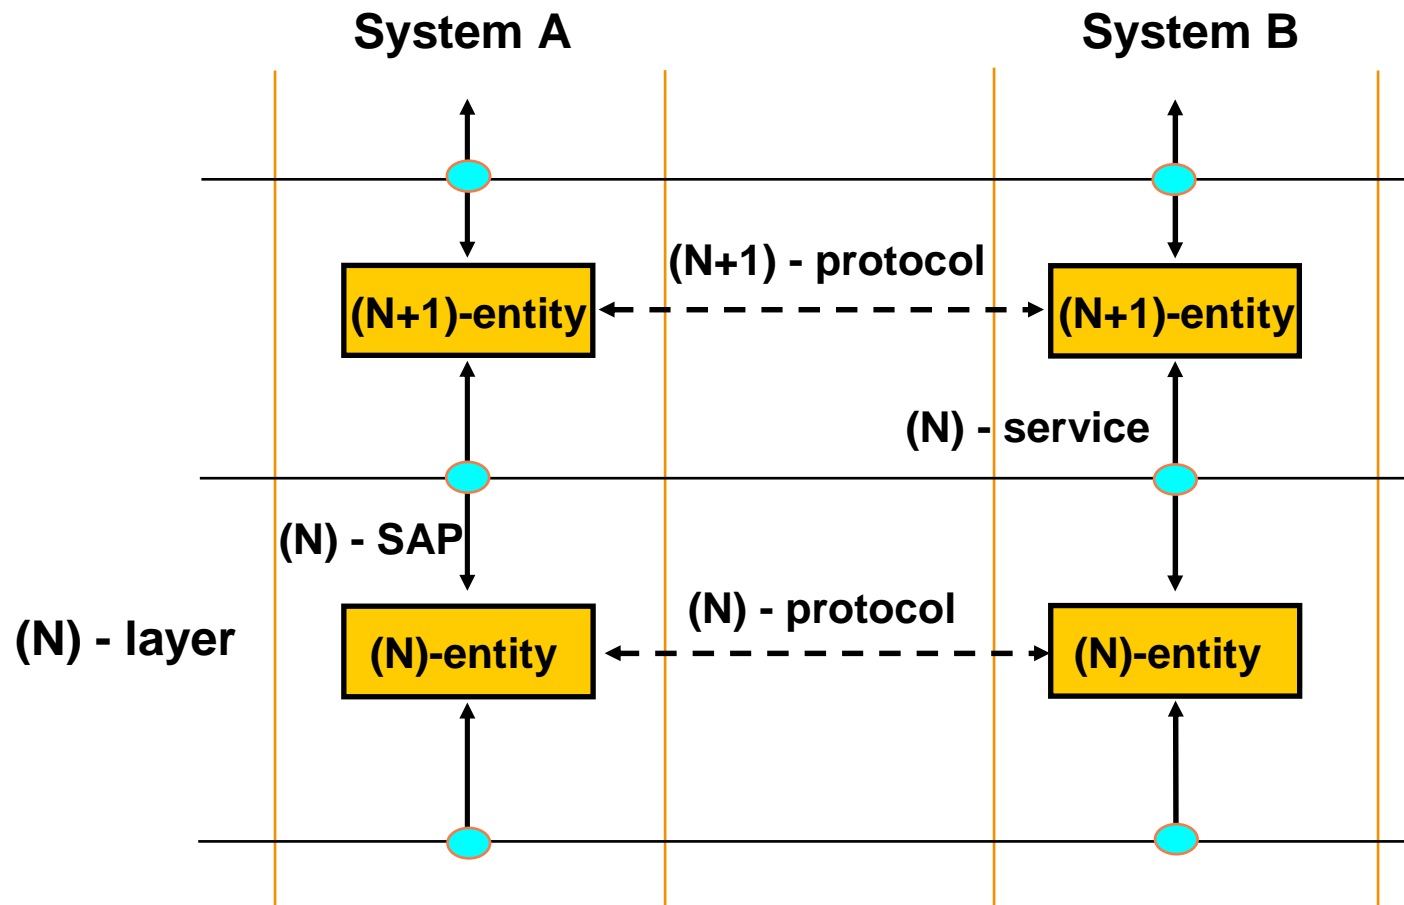 System A
System B
(N+1) - protocol
(N+1)-entity
(N+1)-entity
(N) - service
(N) - SAP
(N) - protocol
(N) - layer
(N)-entity
(N)-entity